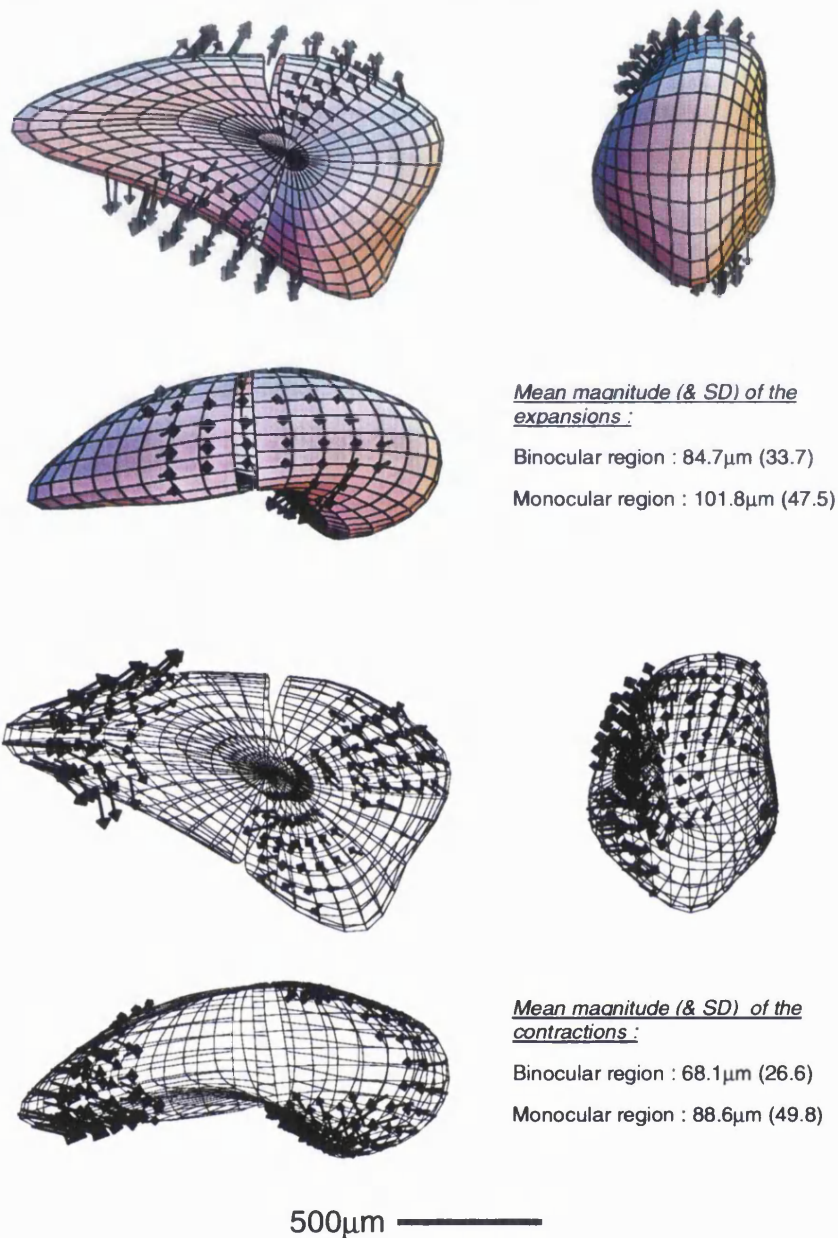 Mean magnitude (& SD) of the
expansions :
Binocular region : 84.7µm (33.7)
Monocular region : 101.8µm (47.5)
Mean magnitude (& SD) of the
contractions :
Binocular region : 68.1µm (26.6)
Monocular region : 88.6µm (49.8)
500µm